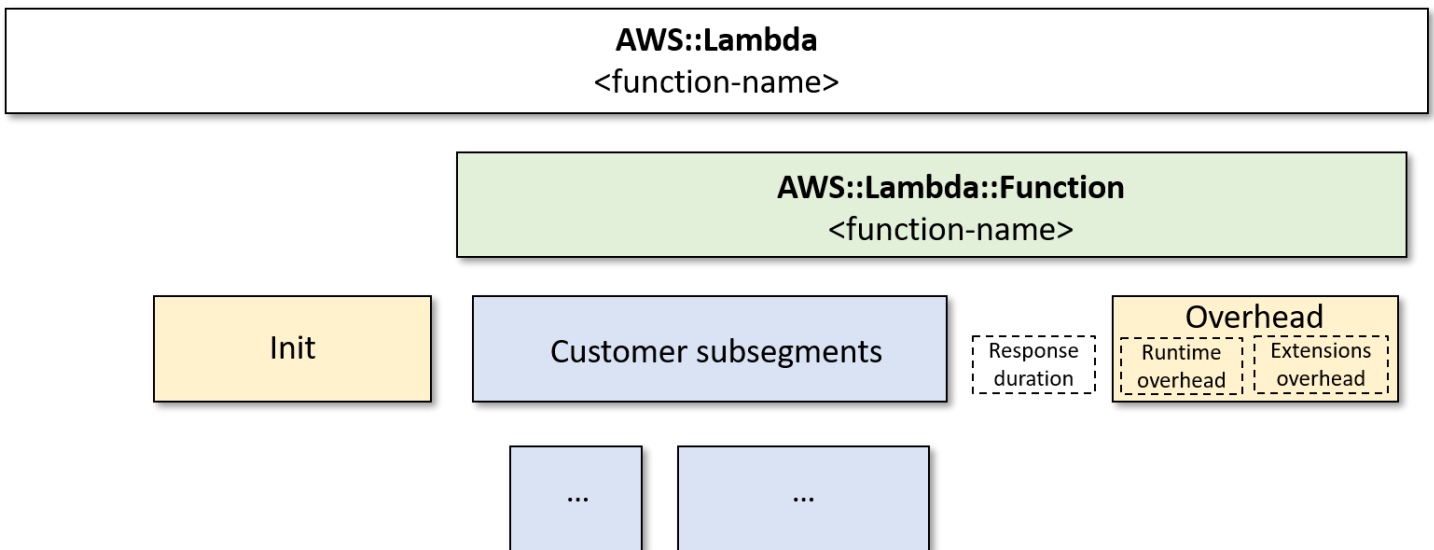 AWS::Lambda
<function-name>
AWS::Lambda::Function
<function-name>
Init
Customer subsegments
Response
duration
Overhead
Runtime
overhead
Extensions
overhead
...
...